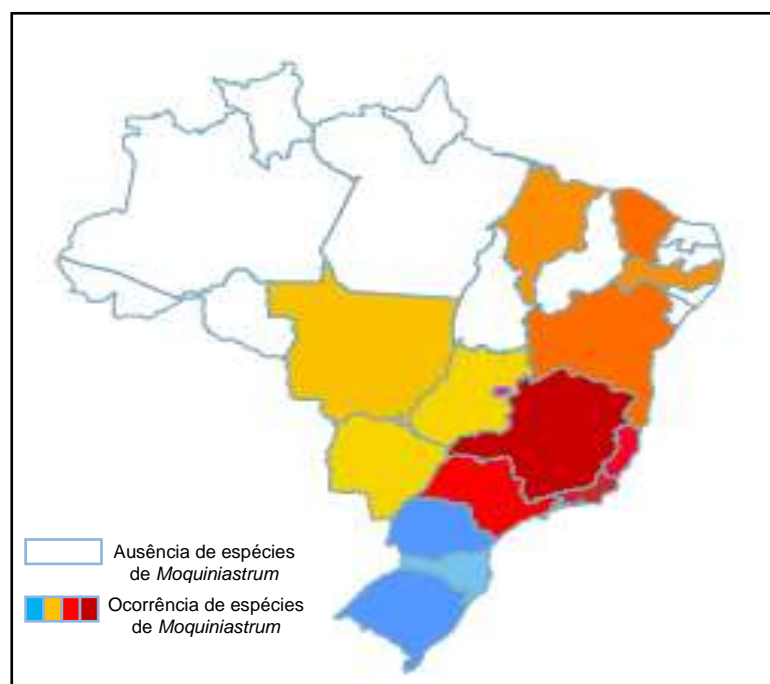 Ausência de espécies
de Moquiniastrum
Ocorrência de espécies
de Moquiniastrum